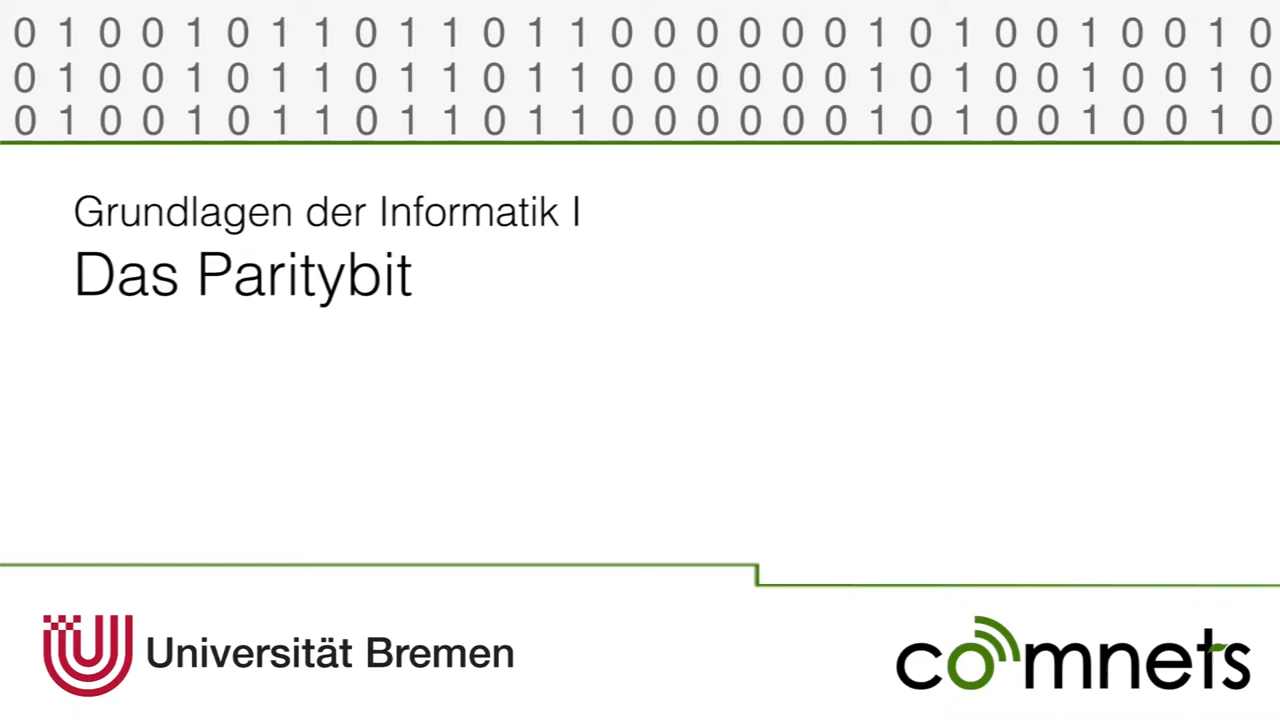 0 1 0 0 1 0 1 1 0 1 1 0 1 1 0 0 0 0 0 0 1 0 1 0 0 1 0 0 1 0
0 1 0 0 1 0 1 1 0 1 1 0 1 1 0 0 0 0 0 0 1 0 1 0 0 1 0 0 1 0
0 1 0 0 1 0 1 1 0 1 1 0 1 1 0 0 0 0 0 0 1 0 1 0 0 1 0 0 1 0
Grundlagen der Informatik I
Das Paritybit
Universität Bremen
comnets